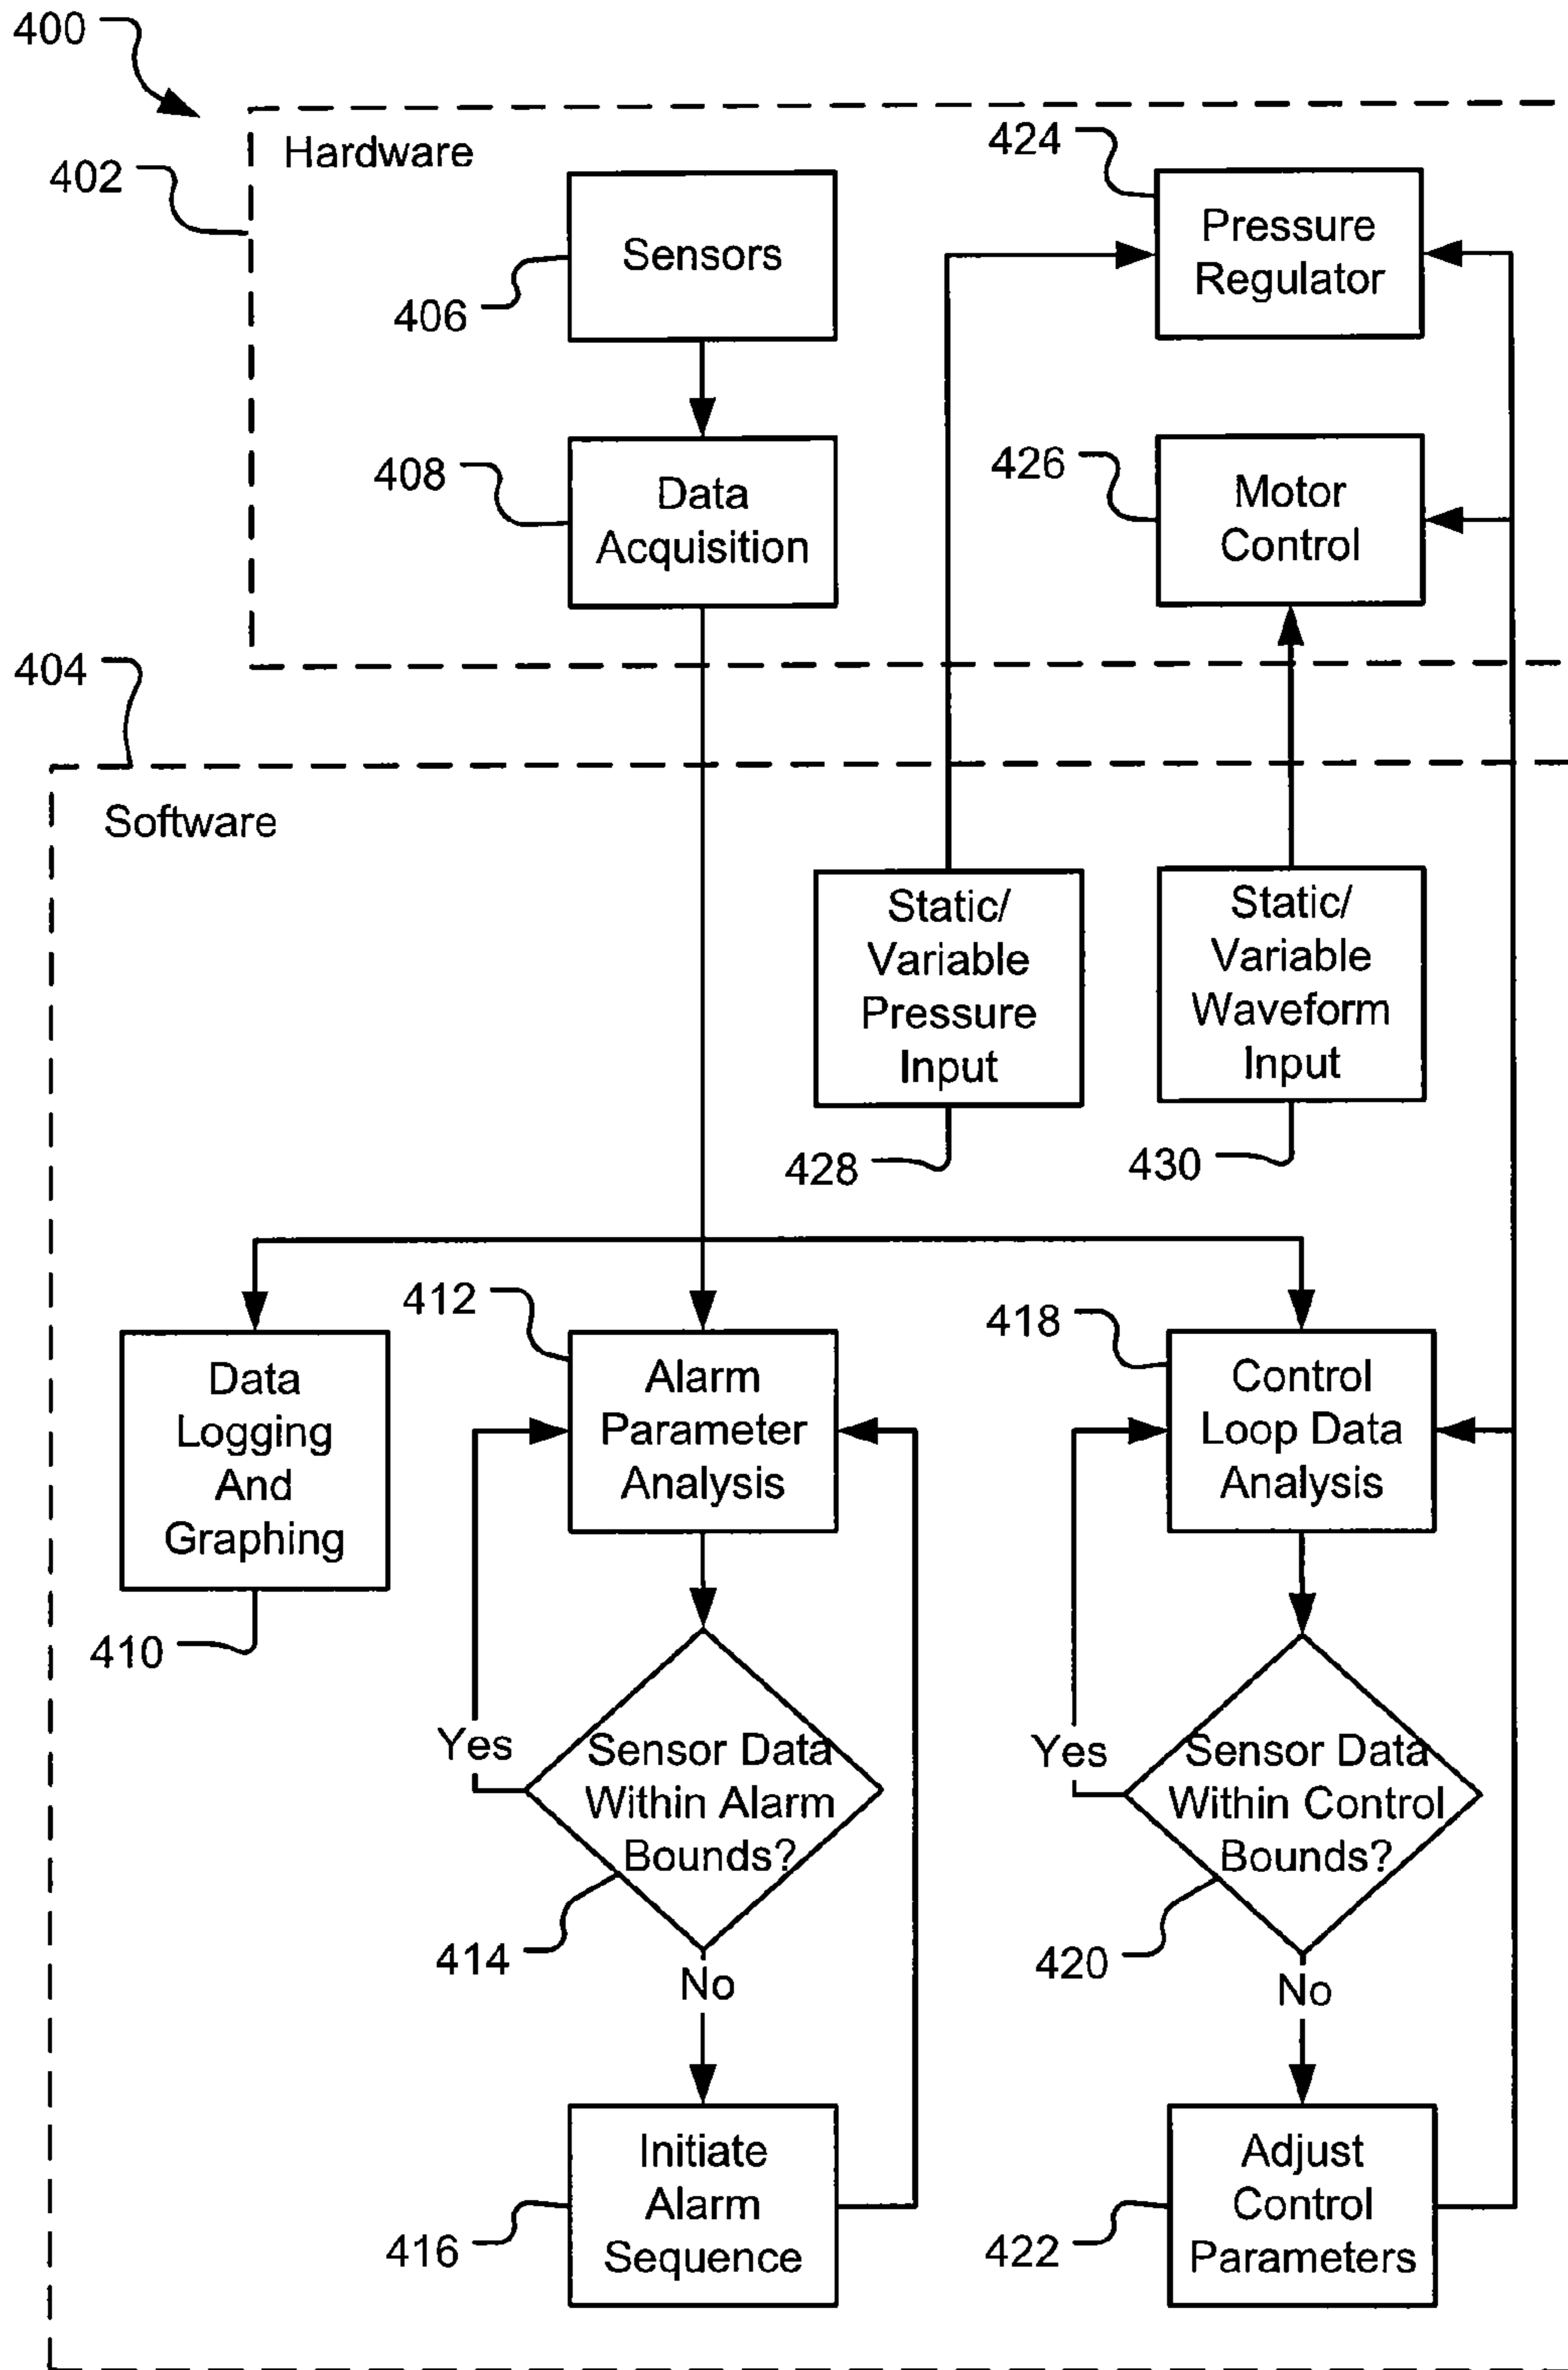 400
402
Hardware
Sensors
406
424
Pressure
Regulator
408
Data
Acquisition
426
Motor
Control
404
Software
Static/
Variable
Pressure
Input
428
Static/
Variable
Waveform
Input
430
Data
Logging
And
Graphing
410
412
Alarm
Parameter
Analysis
418
Control
Loop Data
Analysis
Yes
Sensor Data
Within Alarm
Bounds?
414
No
Yes
Sensor Data
Within Control
Bounds?
420
No
Initiate
Alarm
Sequence
416
Adjust
Control
Parameters
422